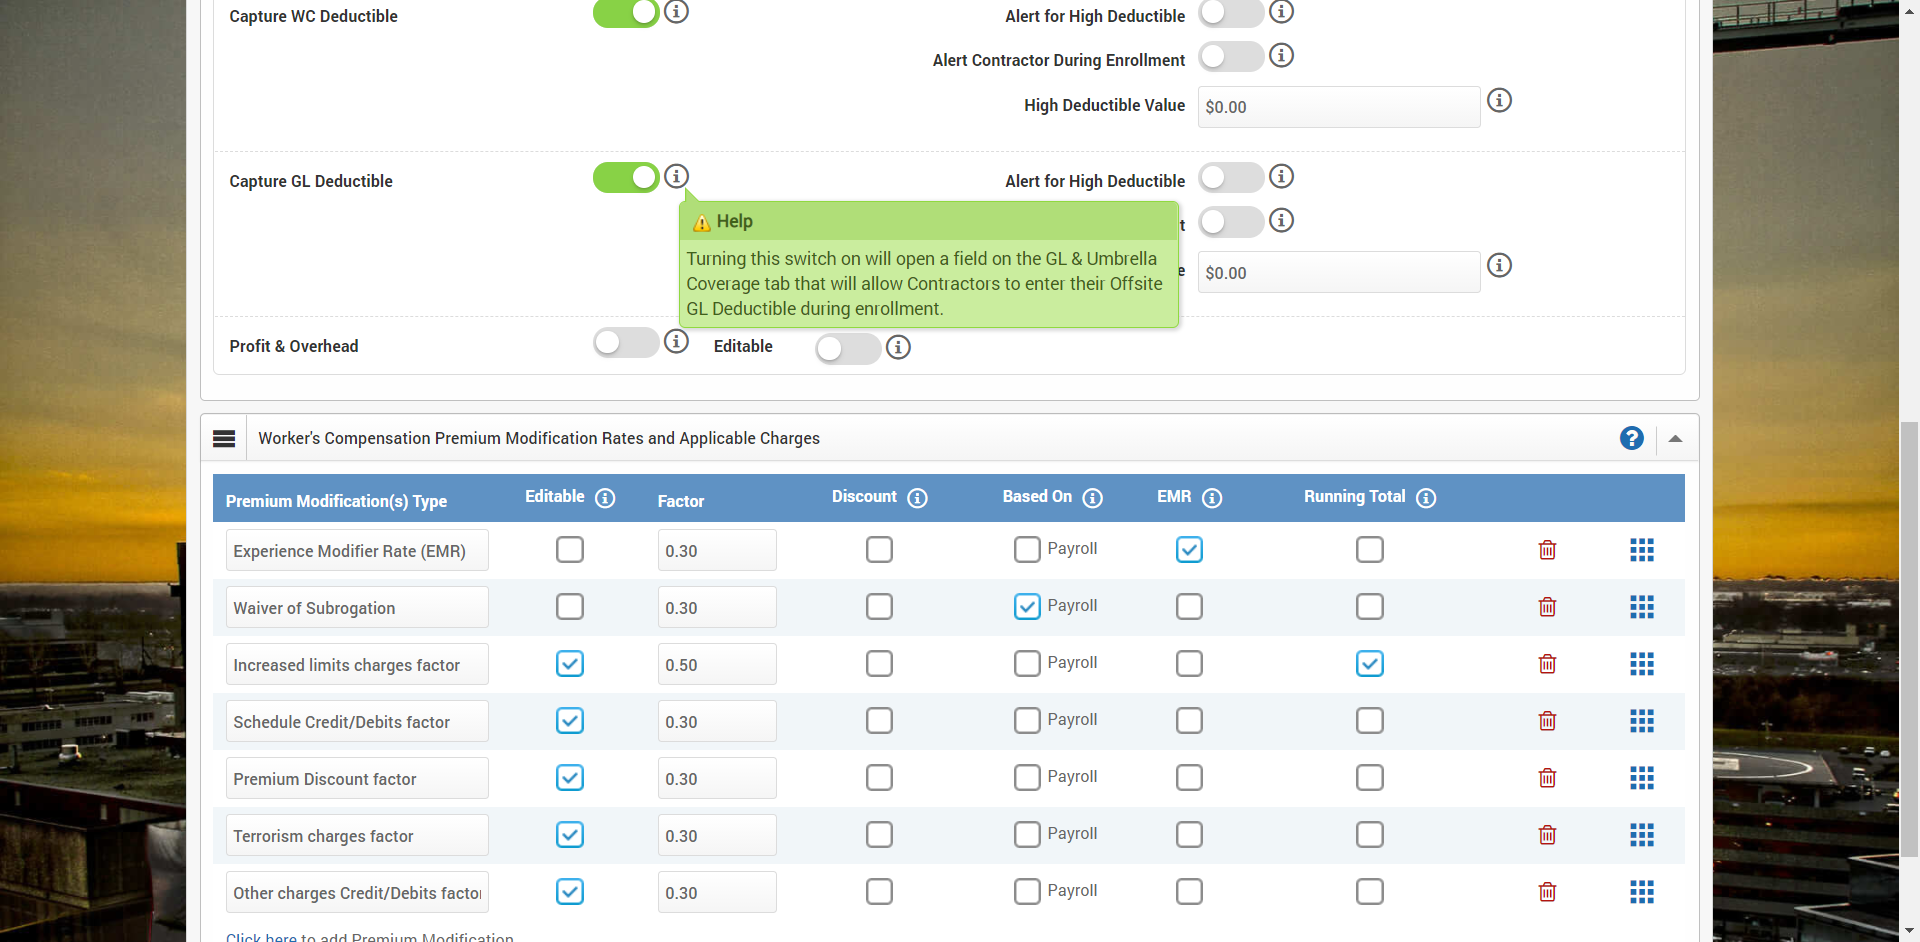 Capture WC Deductible
Alert for High Deductible
Alert Contractor During Enrollment
High Deductible Value
$0.00
Capture GL Deductible
Alert for High Deductible
Help
t
Turning this switch on will open a field on the GL & Umbrella
Coverage tab that will allow Contractors to enter their Offsite
GL Deductible during enrollment.
e
$0.00
Profit & Overhead
Editable
Worker's Compensation Premium Modification Rates and Applicable Charges
Premium Modification(s) Type Editable Factor Discount Based On EMR Running Total
Experience Modifier Rate (EMR) 0.30 Payroll
Waiver of Subrogation 0.30 Payroll
Increased limits charges factor 0.50 Payroll
Schedule Credit/Debits factor 0.30 Payroll
Premium Discount factor 0.30 Payroll
Terrorism charges factor 0.30 Payroll
Other charges Credit/Debits factor 0.30 Payroll
Click here to add Premium Modification